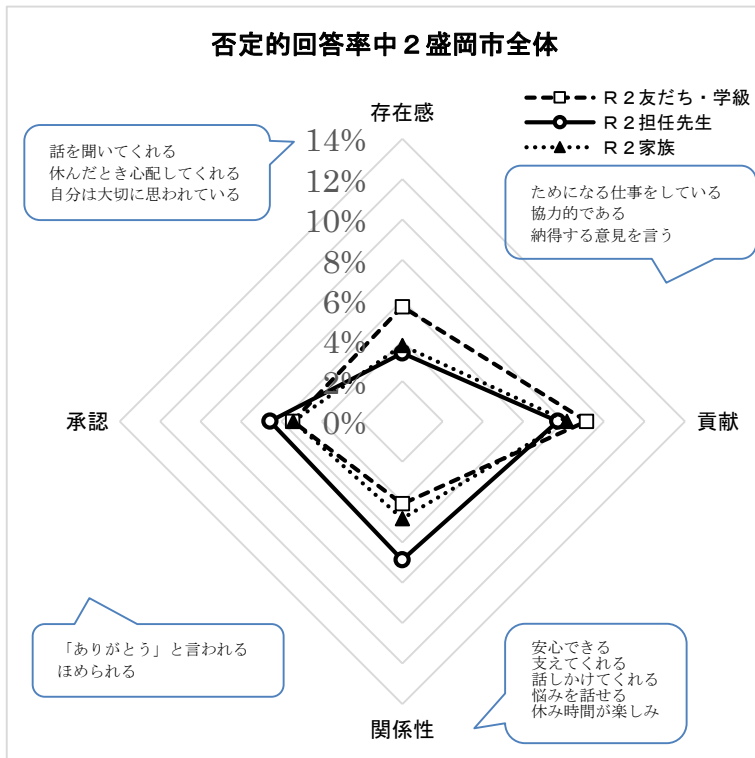 否定的回答率中２盛岡市全体
Ｒ２友だち・学級
Ｒ２担任先生
Ｒ２家族
存在感
話を聞いてくれる
休んだとき心配してくれる
自分は大切に思われている
ためになる仕事をしている
協力的である
納得する意見を言う
14%
12%
10%
8%
6%
4%
2%
0%
承認
貢献
「ありがとう」と言われる
ほめられる
安心できる
支えてくれる
話しかけてくれる
悩みを話せる
休み時間が楽しみ
関係性